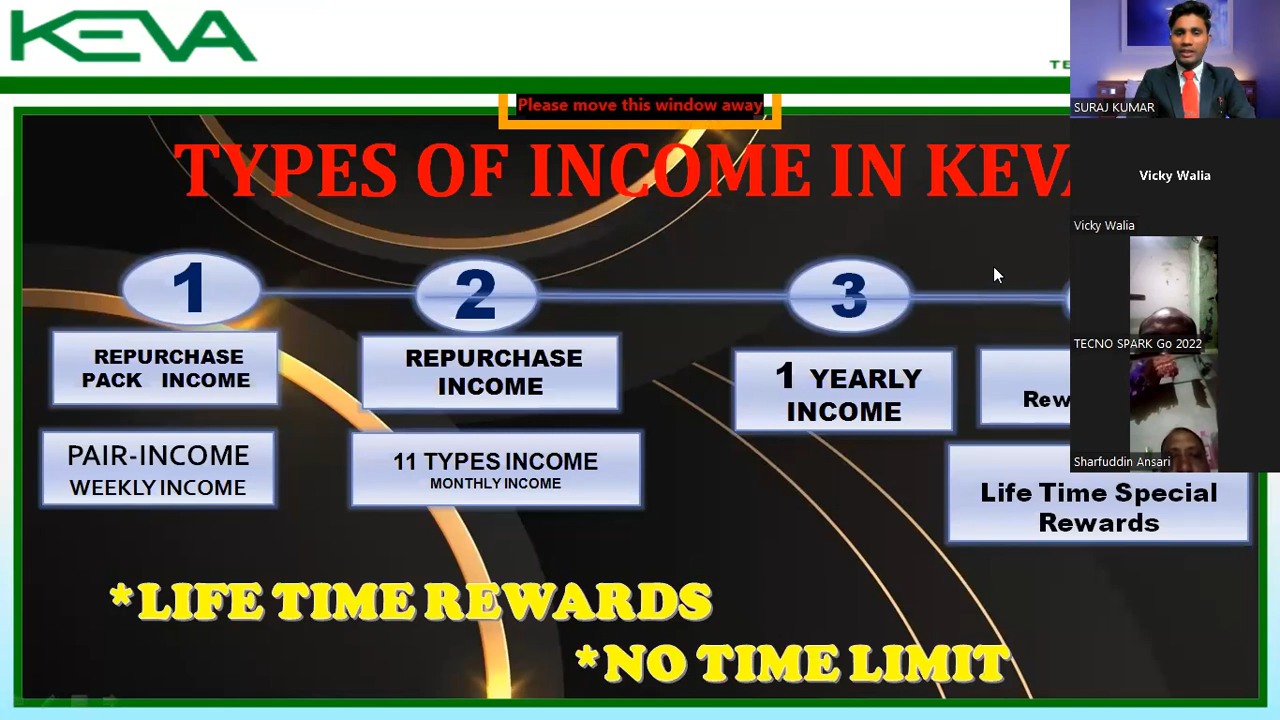 KEVA
TE
SURAJ KUMAR
Please move this window away
TYPES OF INCOME IN KEVA
Vicky Walia
Vicky Walia
1
2
3
TECNO SPARK Go 2022
REPURCHASE
PACK INCOME
REPURCHASE
INCOME
1 YEARLY
INCOME
Rew
PAIR-INCOME
WEEKLY INCOME
11 TYPES INCOME
MONTHLY INCOME
Sharfuddin Ansari
Life Time Special
Rewards
*LIFE TIME REWARDS
*NO TIME LIMIT